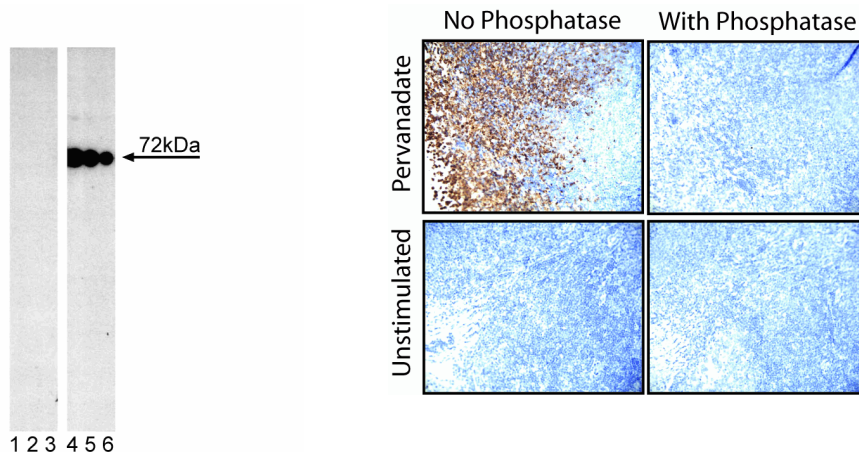 No Phosphatase
With Phosphatase
72kDa
Pervanadate
Unstimulated
1 2 3 4 5 6